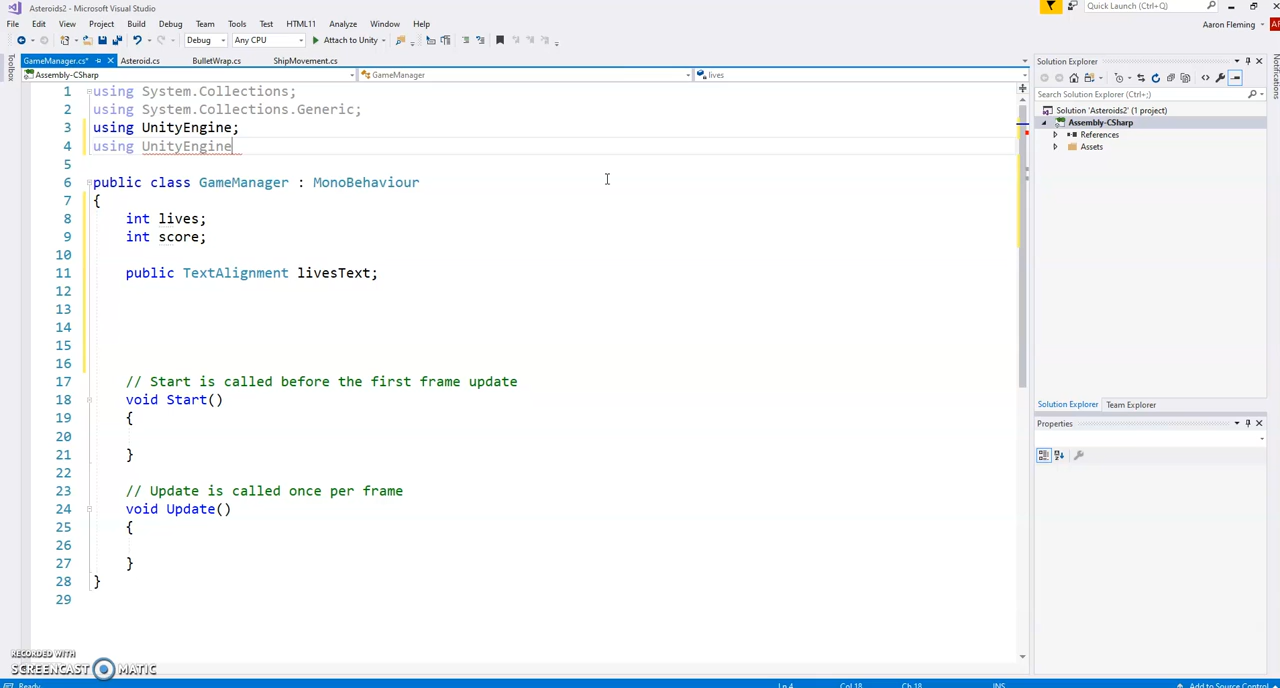 Asteroids2 - Microsoft Visual Studio
Quick Launch (Ctrl+Q)
File Edit View Project Build Debug Team Tools Test HTML11 Analyze Window Help
Aaron Fleming
Debug Any CPU Attach to Unity
Toolbox
GameManager.cs* Asteroid.cs BulletWrap.cs ShipMovement.cs
Assembly-CSharp GameManager lives
1 using System.Collections;
2 using System.Collections.Generic;
3 using UnityEngine;
4 using UnityEngine
5
6 public class GameManager : MonoBehaviour
7 {
8 int lives;
9 int score;
10
11 public TextAlignment livesText;
12
13
14
15
16
17 // Start is called before the first frame update
18 void Start()
19 {
20
21 }
22
23 // Update is called once per frame
24 void Update()
25 {
26
27 }
28 }
29
Solution Explorer
Search Solution Explorer (Ctrl+;)
Solution 'Asteroids2' (1 project)
Assembly-CSharp
References
Assets
Solution Explorer Team Explorer
Properties
Notifications
RECORDED WITH
SCREENCAST MATIC
Ready Ln 4 Col 18 Ch 18 INS Add to Source Control